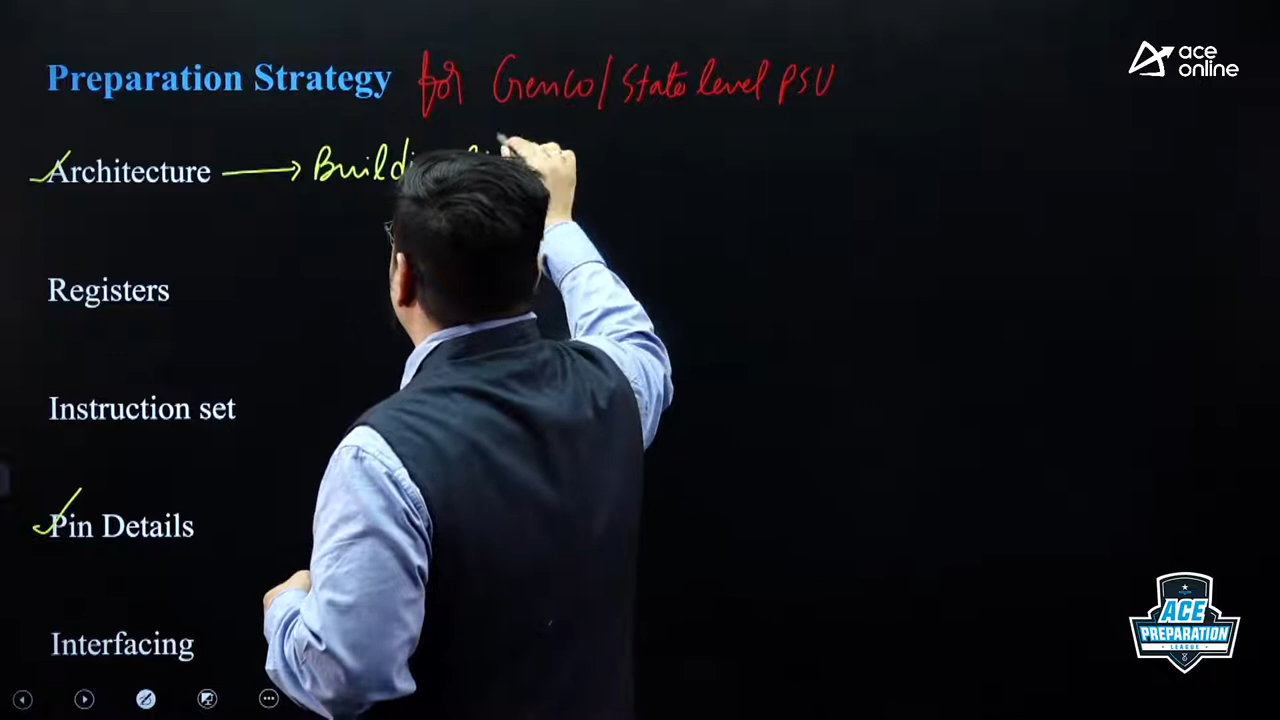 Preparation Strategy for Genco/State level PSU
ace
online
Architecture → Buildi
Registers
Instruction set
Pin Details
Interfacing
ACE
PREPARATION
LEAGUE